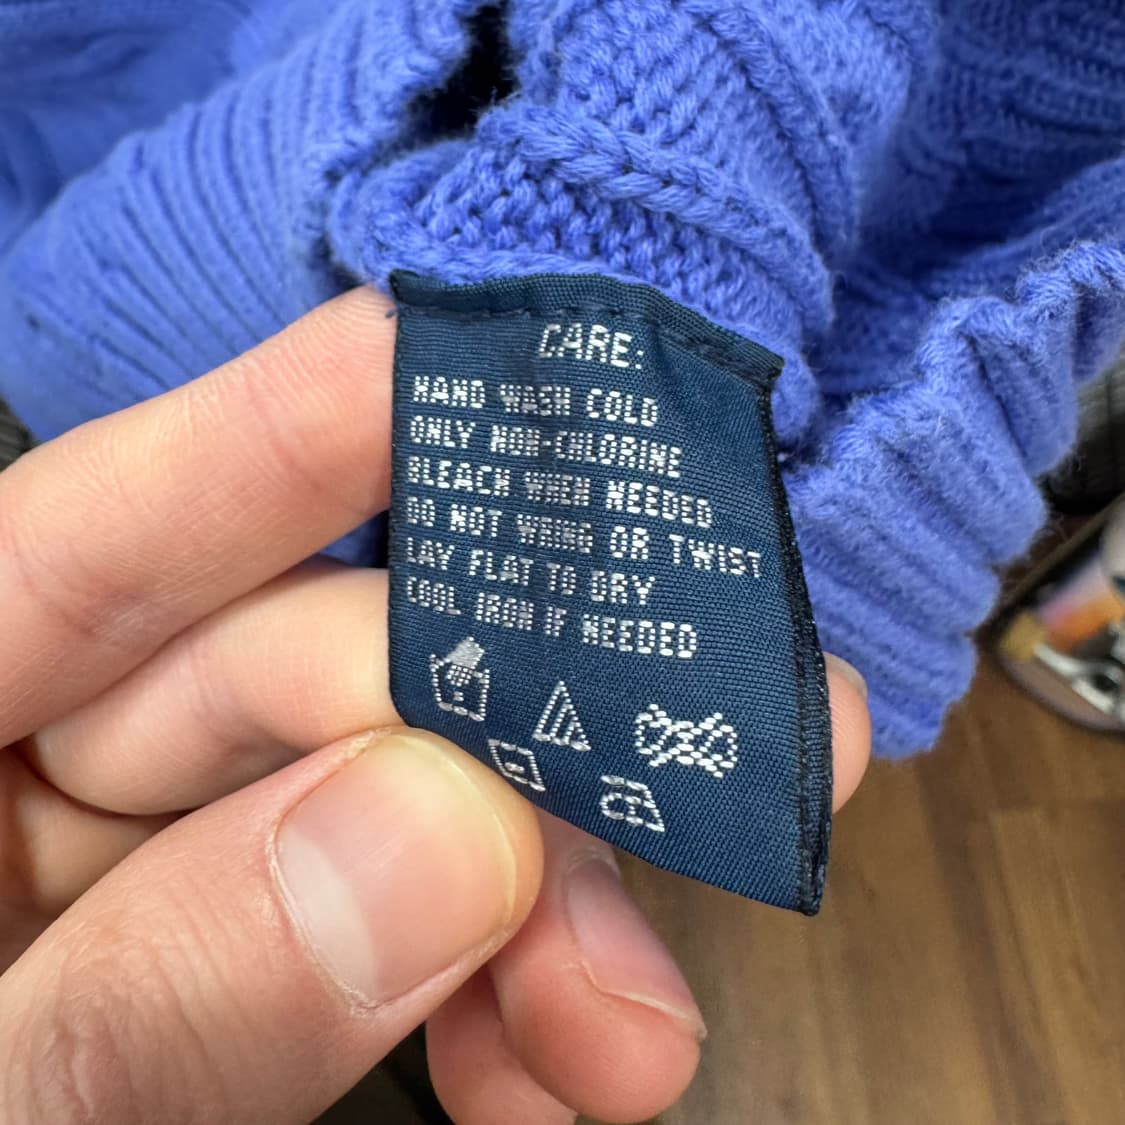 CARE:
HAND WASH COLD
ONLY NON-CHLORINE
BLEACH WHEN NEEDED
DO NOT WRING OR TWIST
LAY FLAT TO DRY
COOL IRON IF NEEDED